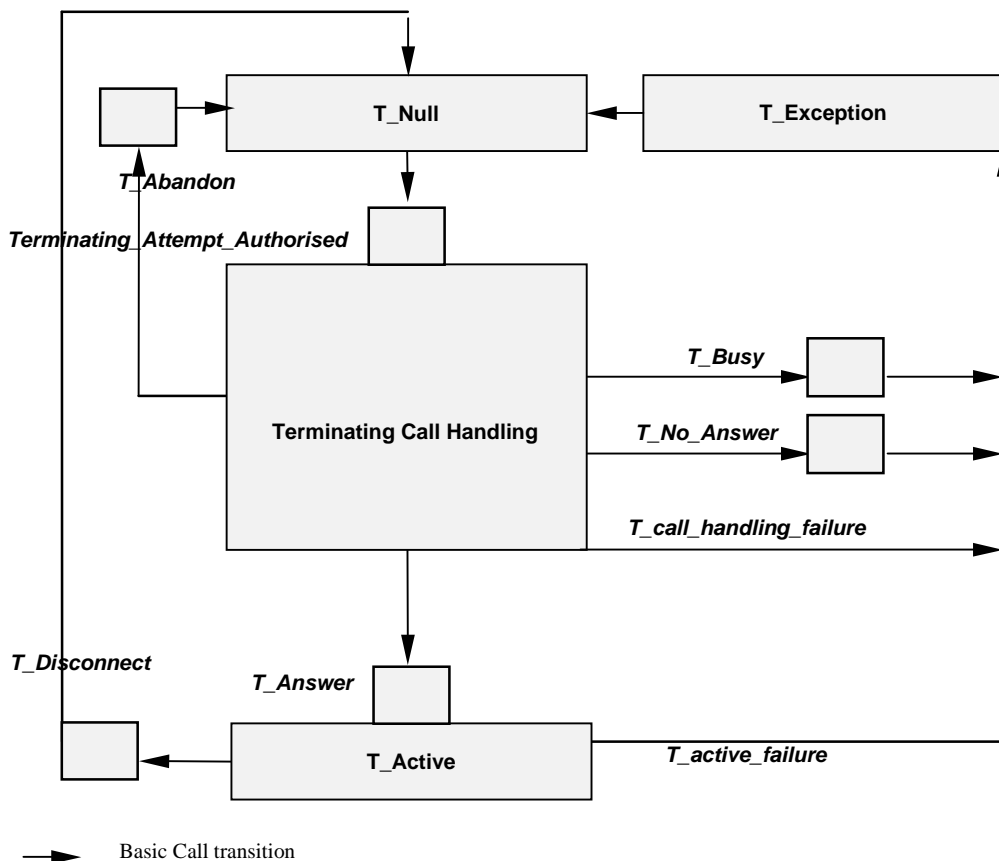 T_Null
T_Exception
T_Abandon
Terminating_Attempt_Authorised
T_Busy
Terminating Call Handling
T_No_Answer
T_call_handling_failure
T_Disconnect
T_Answer
T_Active
T_active_failure
Basic Call transition